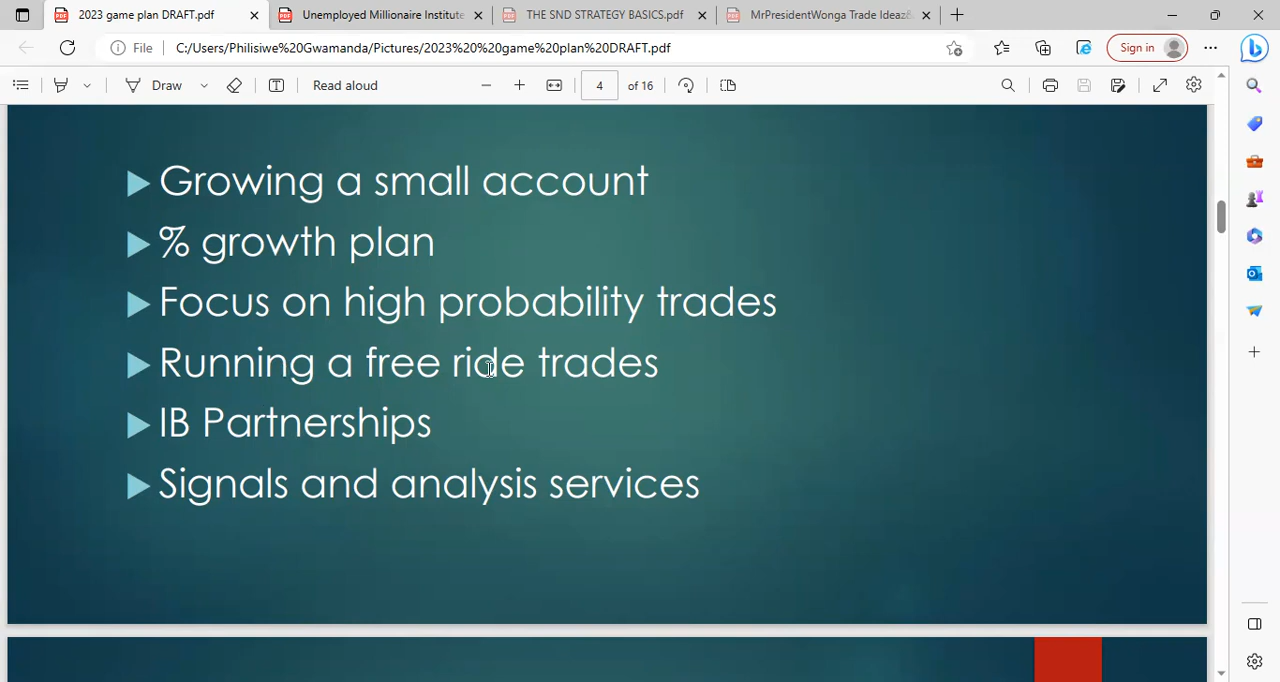 2023 game plan DRAFT.pdf
Unemployed Millionaire Institute
THE SND STRATEGY BASICS.pdf
MrPresidentWonga Trade Ideaz
File
C:/Users/Philisiwe%20Gwamanda/Pictures/2023%20%20game%20plan%20DRAFT.pdf
Sign in
Draw
Read aloud
4 of 16
Growing a small account
% growth plan
Focus on high probability trades
Running a free ride trades
IB Partnerships
Signals and analysis services